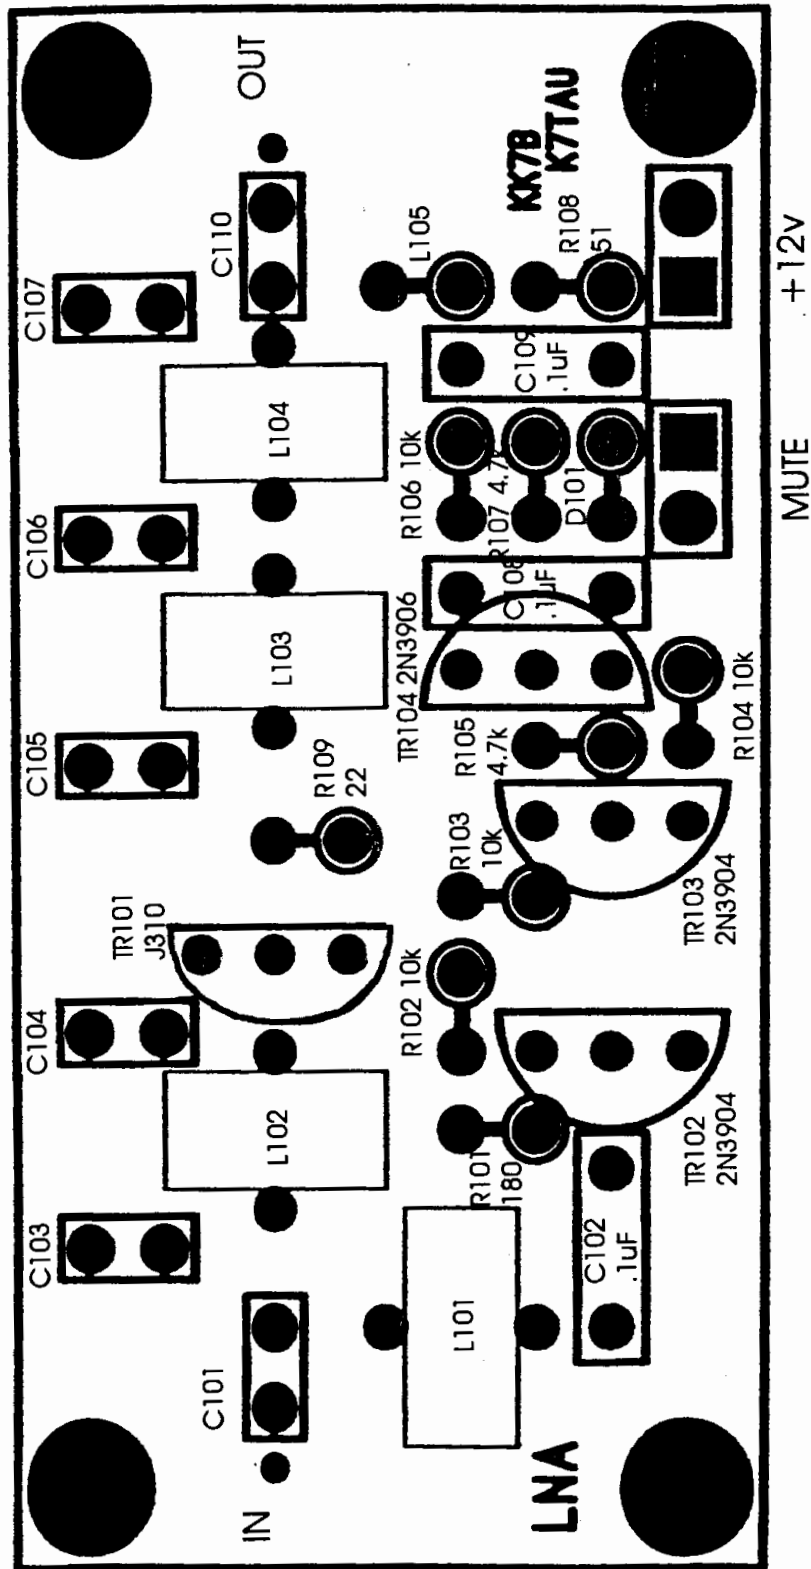 OUT
KK7B
K7TAU
C110
L105
R108
51
C107
+12v
C109
.1uF
L104
R106 10k
R107 4.7k
D101
MUTE
C106
C108
.1uF
L103
TR104 2N3906
C105
R109
22
R105
4.7k
R104 10k
R103
10k
TR101
J310
TR103
2N3904
C104
R102 10k
L102
R101
180
TR102
2N3904
C103
C102
.1uF
L101
C101
IN
LNA